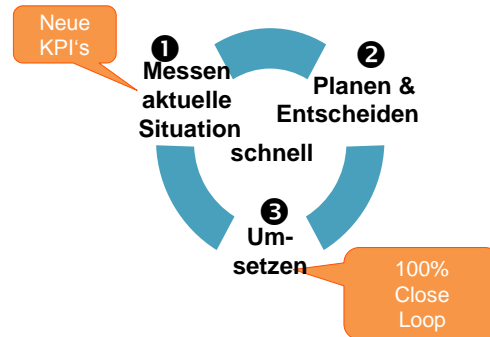 Neue
KPI's
❶
Messen
aktuelle
Situation
❷
Planen &
Entscheiden
schnell
❸
Um-
setzen
100%
Close
Loop